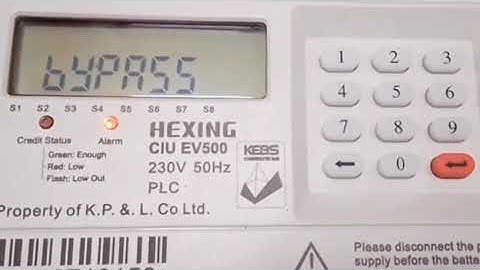 bYPASS
S1 S2 S3 S4 S5 S6 S7 S8
Credit Status Alarm
Green: Enough
Red: Low
Flash: Low Out
HEXING
CIU EV500
230V 50Hz
PLC
KEBS
Property of K.P. & L. Co Ltd.
1 2 3
4 5 6
7 8 9
0
Please disconnect the p
supply before the batte